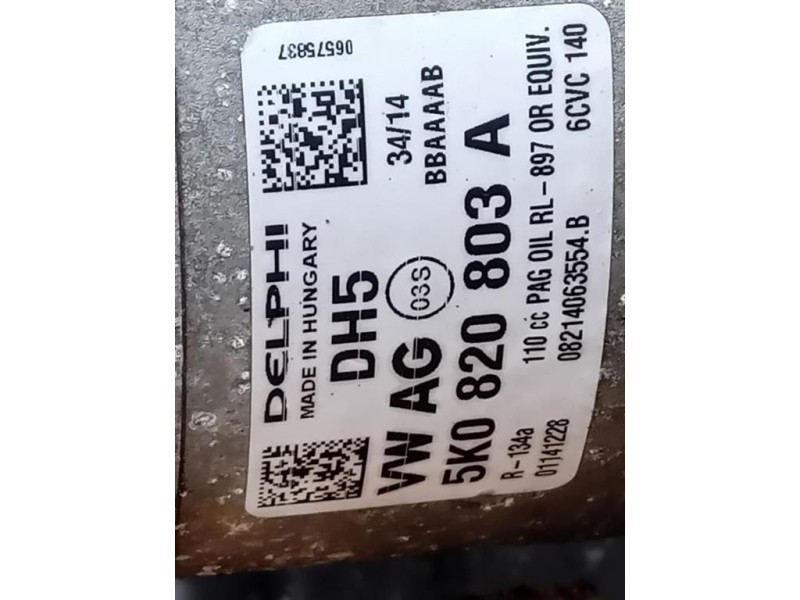 DELPHI
MADE IN HUNGARY
DH5
VW AG 03S
5K0 820 803 A
R-134a 110 cc PAG OIL RL-897 OR EQUIV.
01141228 08214063554.B 6CVC 140
06575837
34/14
BBAAAAAB